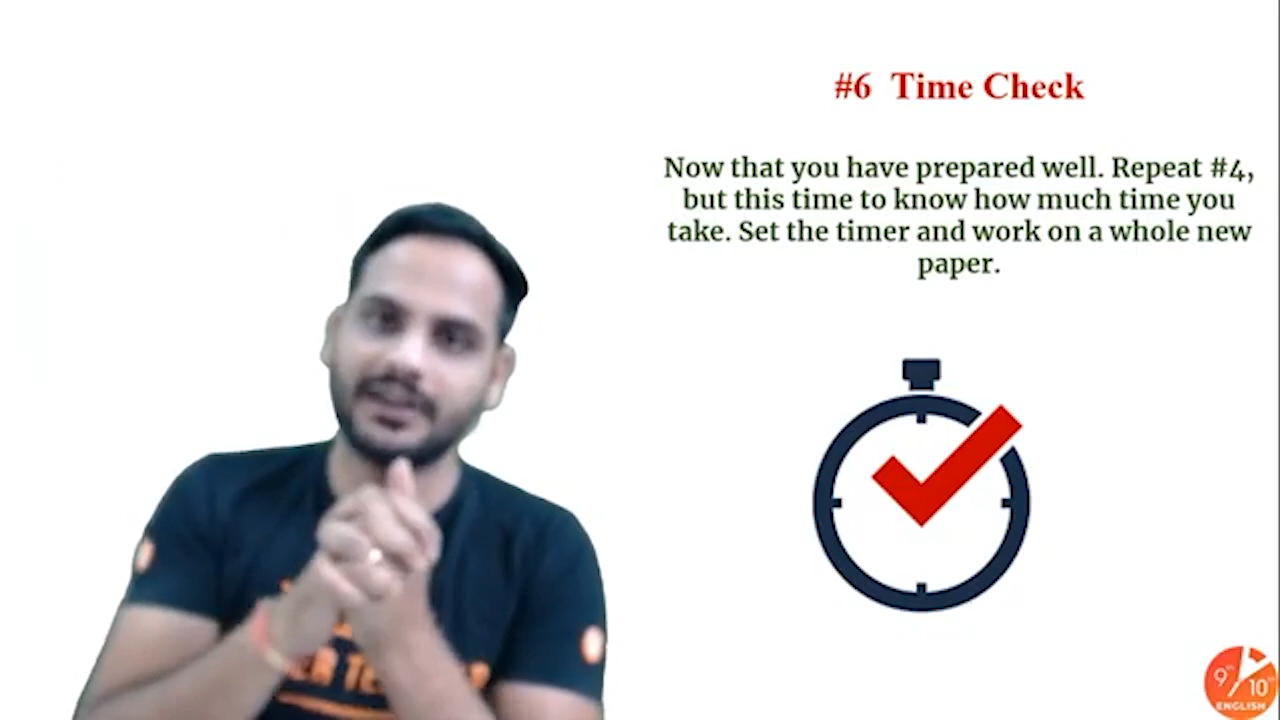 #6 Time Check
Now that you have prepared well. Repeat #4,
but this time to know how much time you
take. Set the timer and work on a whole new
paper.
9th
10th
ENGLISH